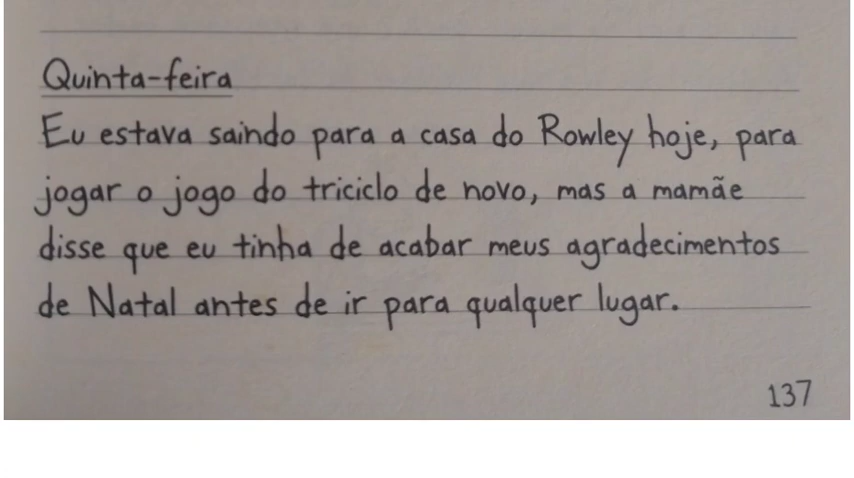 Quinta-feira
Eu estava saindo para a casa do Rowley hoje, para
jogar o jogo do triciclo de novo, mas a mamãe
disse que eu tinha de acabar meus agradecimentos
de Natal antes de ir para qualquer lugar.
137